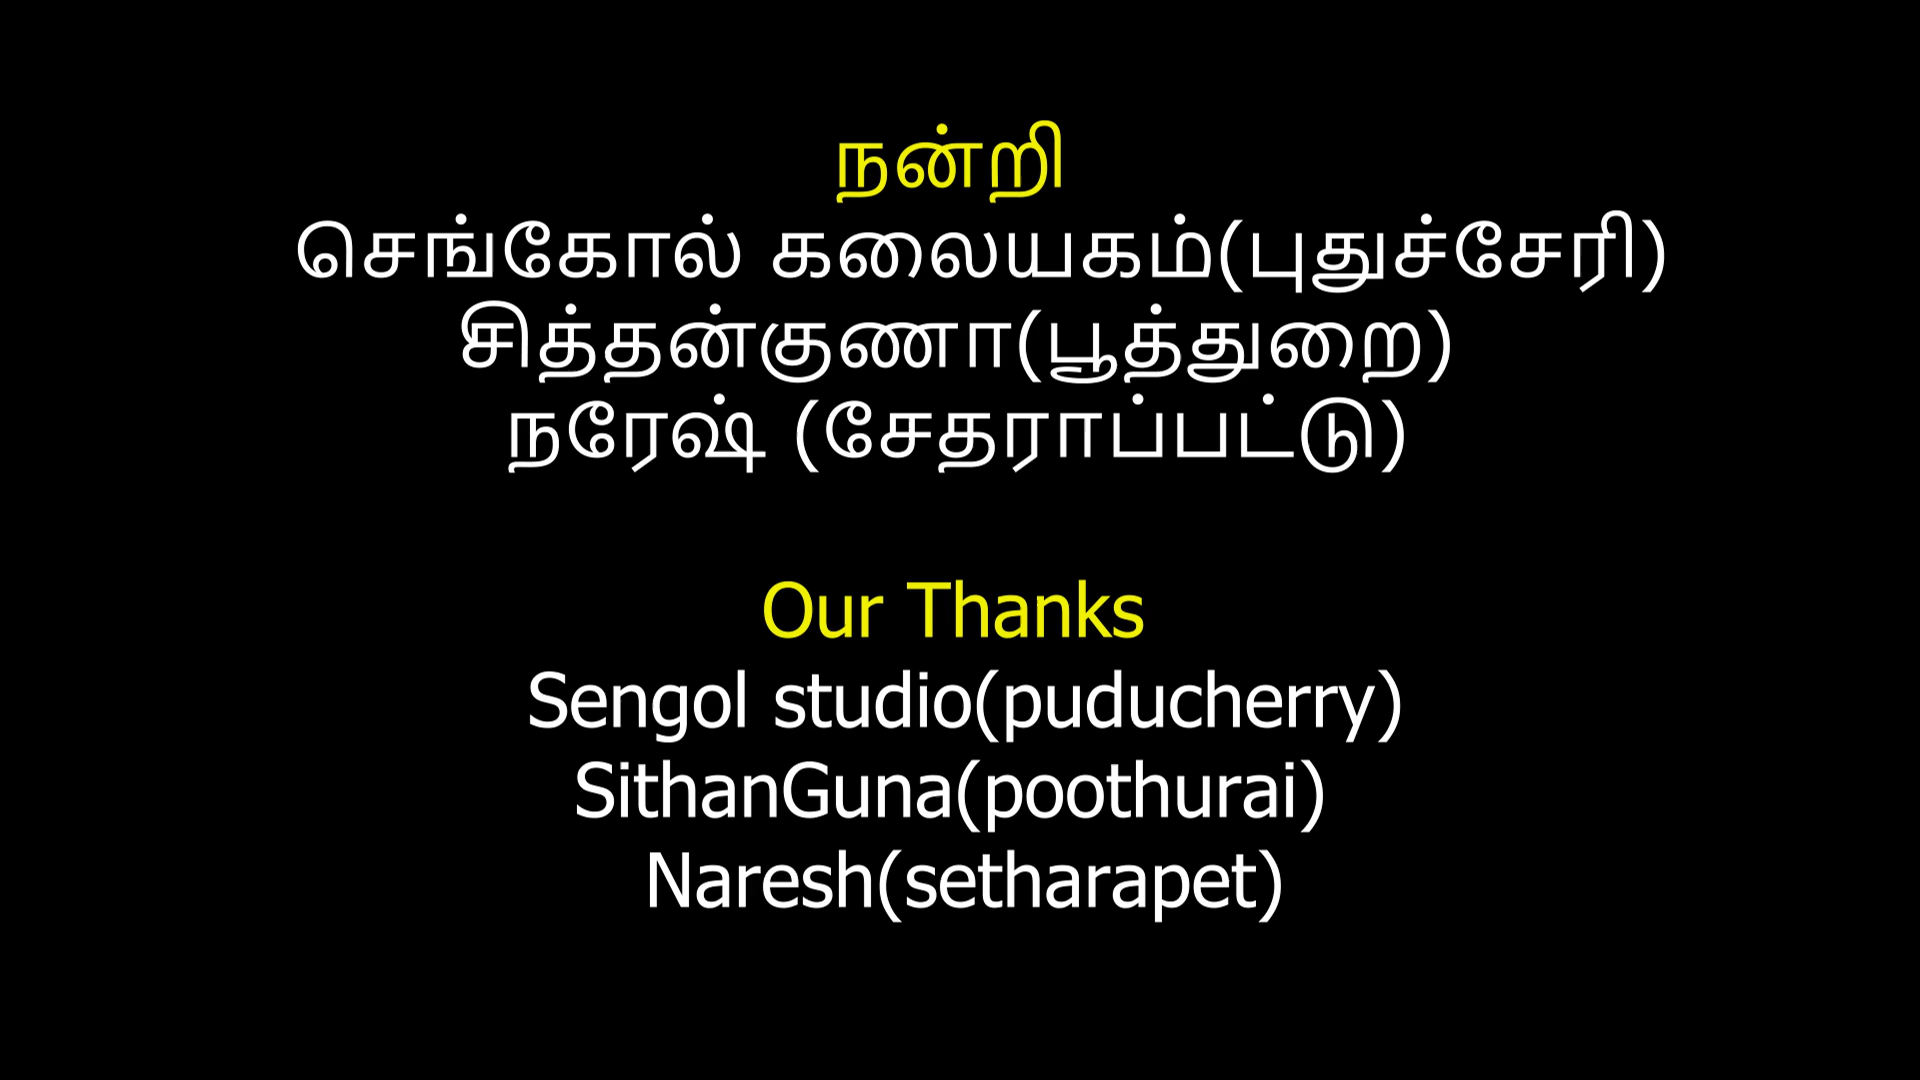 நன்றி
செங்கோல் கலையகம்(புதுச்சேரி)
சித்தன்குணா(பூத்துறை)
நரேஷ் (சேதராப்பட்டு)
Our Thanks
Sengol studio(puducherry)
SithanGuna(poothurai)
Naresh(setharapet)